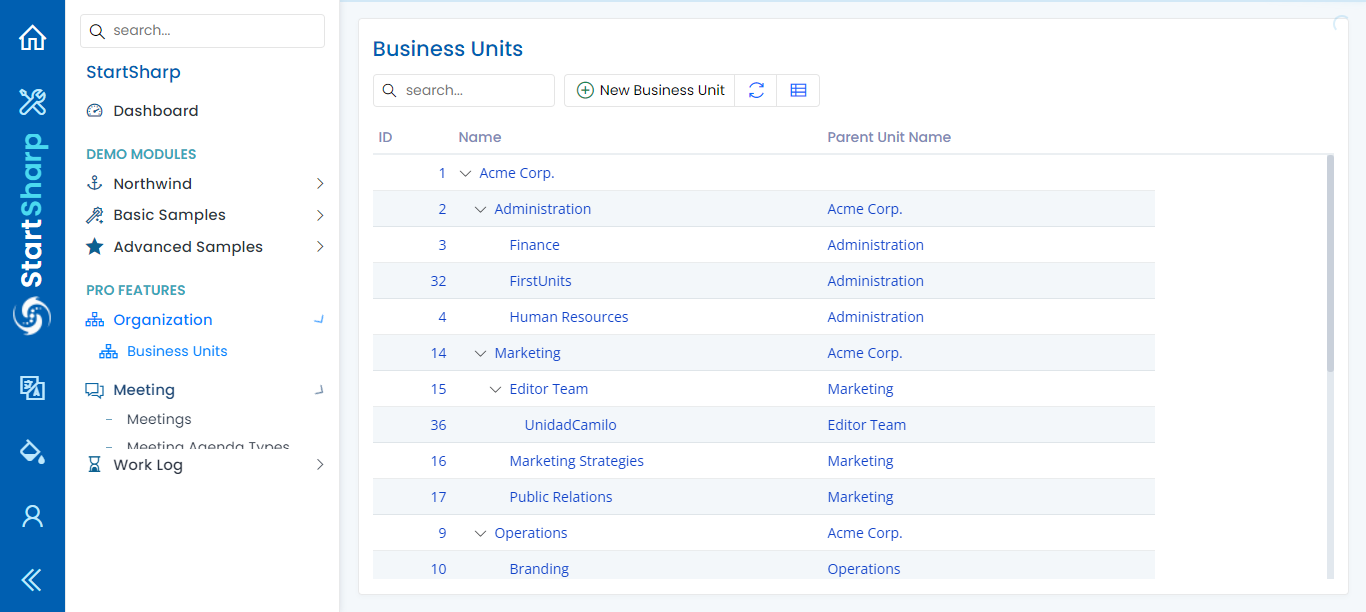 StartSharp
search...
StartSharp
Dashboard
DEMO MODULES
Northwind
Basic Samples
Advanced Samples
PRO FEATURES
Organization
Business Units
Meeting
Meetings
Meeting Agenda Types
Work Log
Business Units
search...
New Business Unit
ID Name Parent Unit Name
1 Acme Corp.
2 Administration Acme Corp.
3 Finance Administration
32 FirstUnits Administration
4 Human Resources Administration
14 Marketing Acme Corp.
15 Editor Team Marketing
36 UnidadCamilo Editor Team
16 Marketing Strategies Marketing
17 Public Relations Marketing
9 Operations Acme Corp.
10 Branding Operations